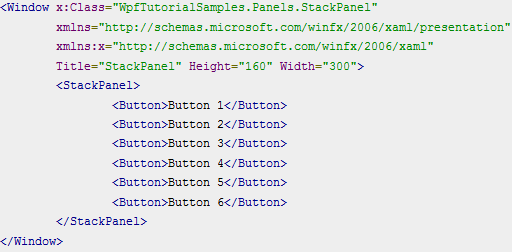 <Window x:Class="WpfTutorialSamples.Panels.StackPanel"
xmlns="http://schemas.microsoft.com/winfx/2006/xaml/presentation"
xmlns:x="http://schemas.microsoft.com/winfx/2006/xaml"
Title="StackPanel" Height="160" Width="300">
<StackPanel>
<Button>Button 1</Button>
<Button>Button 2</Button>
<Button>Button 3</Button>
<Button>Button 4</Button>
<Button>Button 5</Button>
<Button>Button 6</Button>
</StackPanel>
</Window>